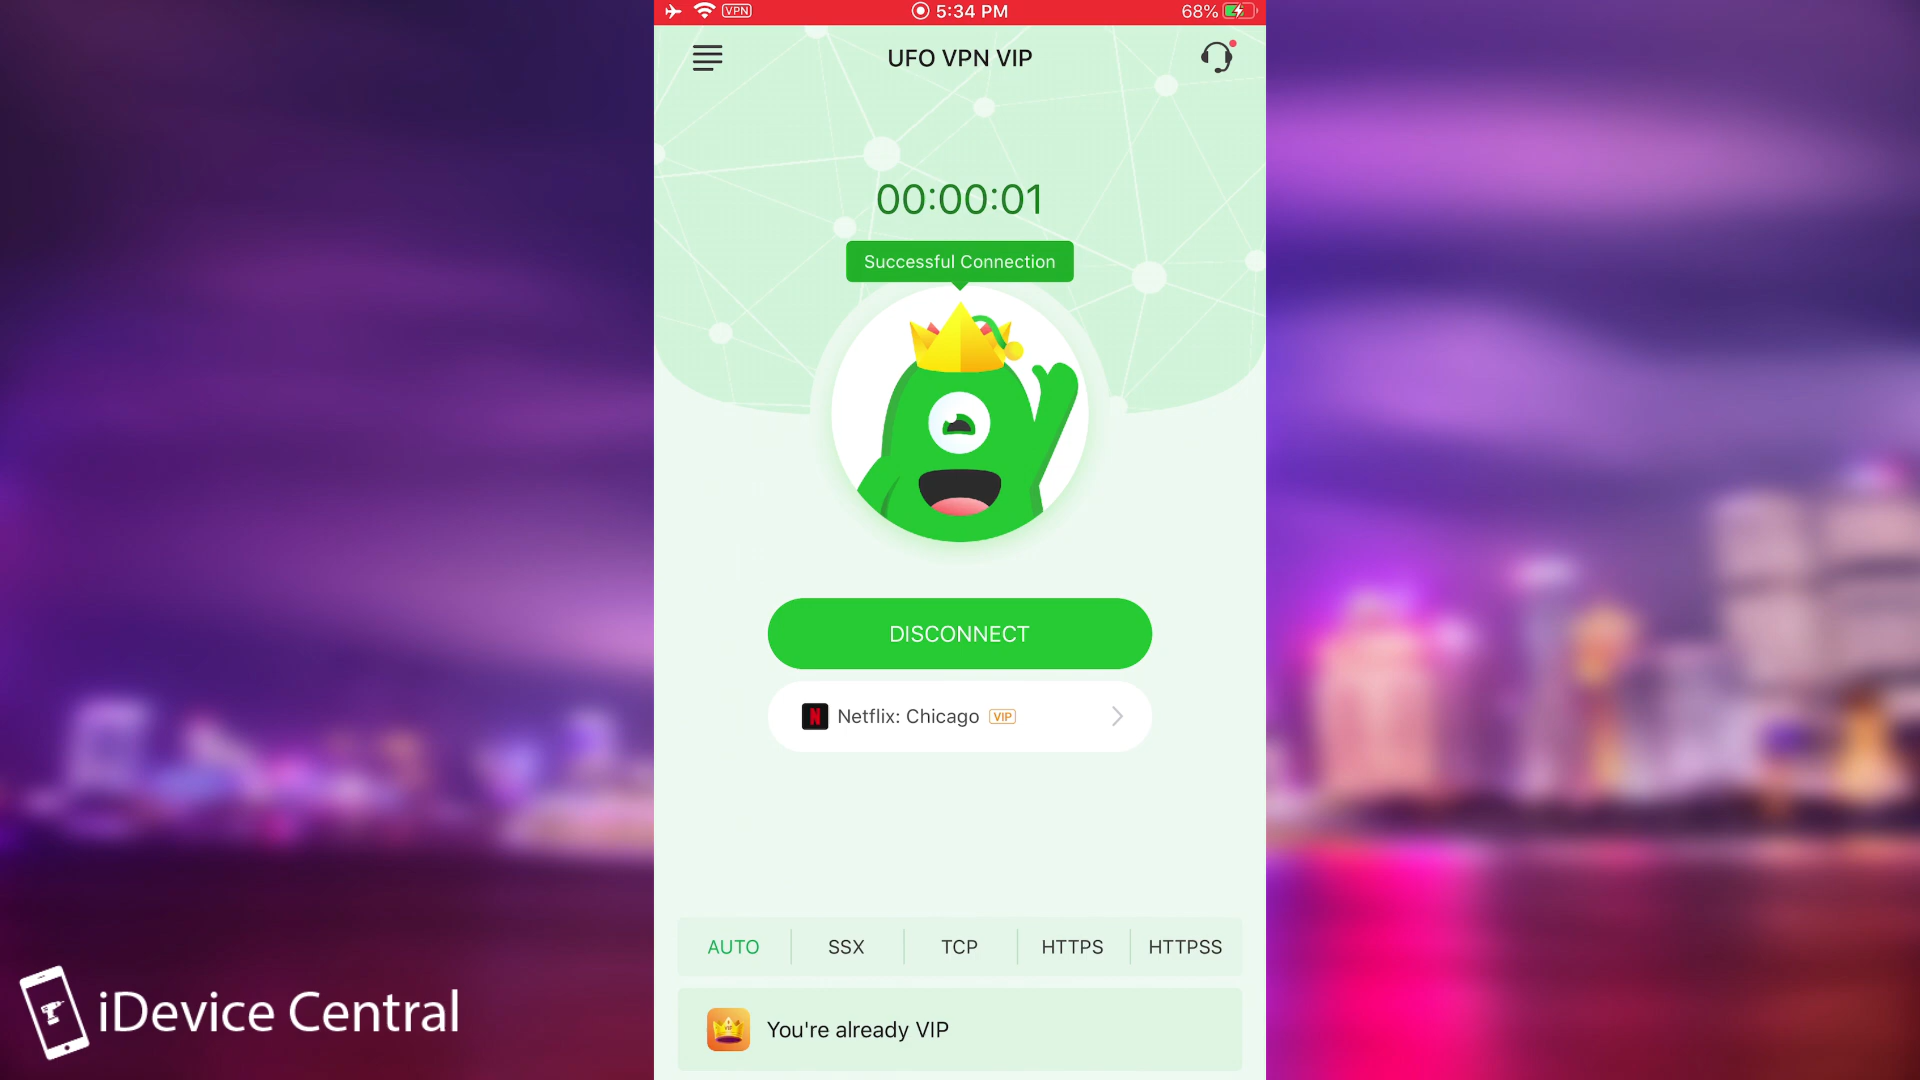 VPN
5:34 PM
68%
UFO VPN VIP
00:00:01
Successful Connection
DISCONNECT
N Netflix: Chicago VIP
AUTO SSX TCP HTTPS HTTPSS
You're already VIP
iDevice Central